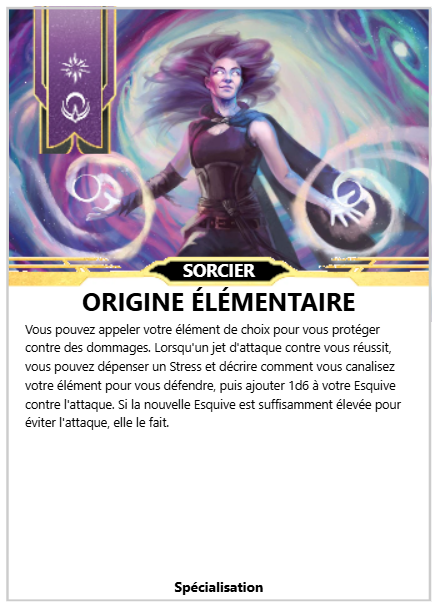 SORCIER
ORIGINE ÉLÉMENTAIRE
Vous pouvez appeler votre élément de choix pour vous protéger
contre des dommages. Lorsqu'un jet d'attaque contre vous réussit,
vous pouvez dépenser un Stress et décrire comment vous canalisez
votre élément pour vous défendre, puis ajouter 1d6 à votre Esquive
contre l'attaque. Si la nouvelle Esquive est suffisamment élevée pour
éviter l'attaque, elle le fait.
Spécialisation